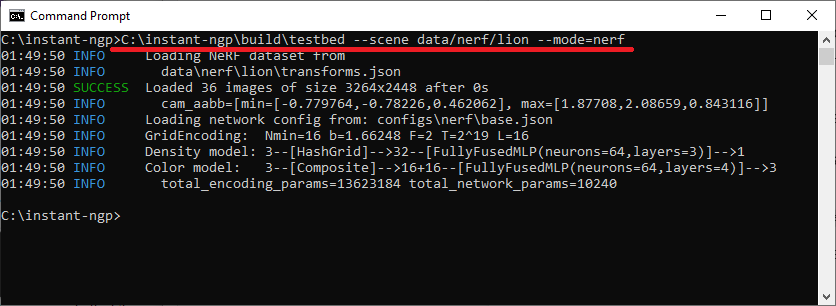 Command Prompt
C:\instant-ngp>C:\instant-ngp\build\testbed --scene data/nerf/lion --mode=nerf
01:49:50 INFO     Loading NeRF dataset from
01:49:50 INFO       data\nerf\lion\transforms.json
01:49:50 SUCCESS  Loaded 36 images of size 3264x2448 after 0s
01:49:50 INFO       cam_aabb=[min=[-0.779764,-0.78226,0.462062], max=[1.87708,2.08659,0.843116]]
01:49:50 INFO     Loading network config from: configs\nerf\base.json
01:49:50 INFO     GridEncoding:  Nmin=16 b=1.66248 F=2 T=2^19 L=16
01:49:50 INFO     Density model: 3--[HashGrid]-->32--[FullyFusedMLP(neurons=64,layers=3)]-->1
01:49:50 INFO     Color model:   3--[Composite]-->16+16--[FullyFusedMLP(neurons=64,layers=4)]-->3
01:49:50 INFO       total_encoding_params=13623184 total_network_params=10240
C:\instant-ngp>